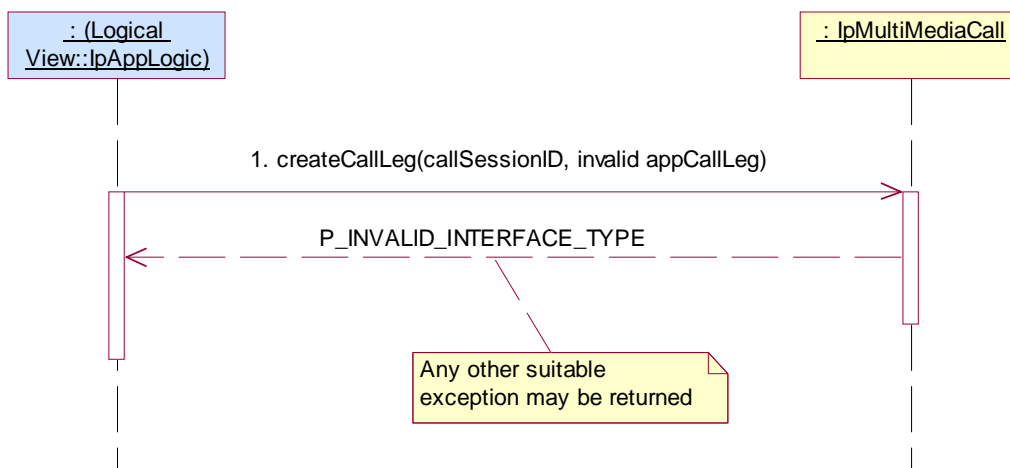 : (Logical
View::IpAppLogic)
: IpMultiMediaCall
1. createCallLeg(callSessionID, invalid appCallLeg)
P_INVALID_INTERFACE_TYPE
Any other suitable
exception may be returned